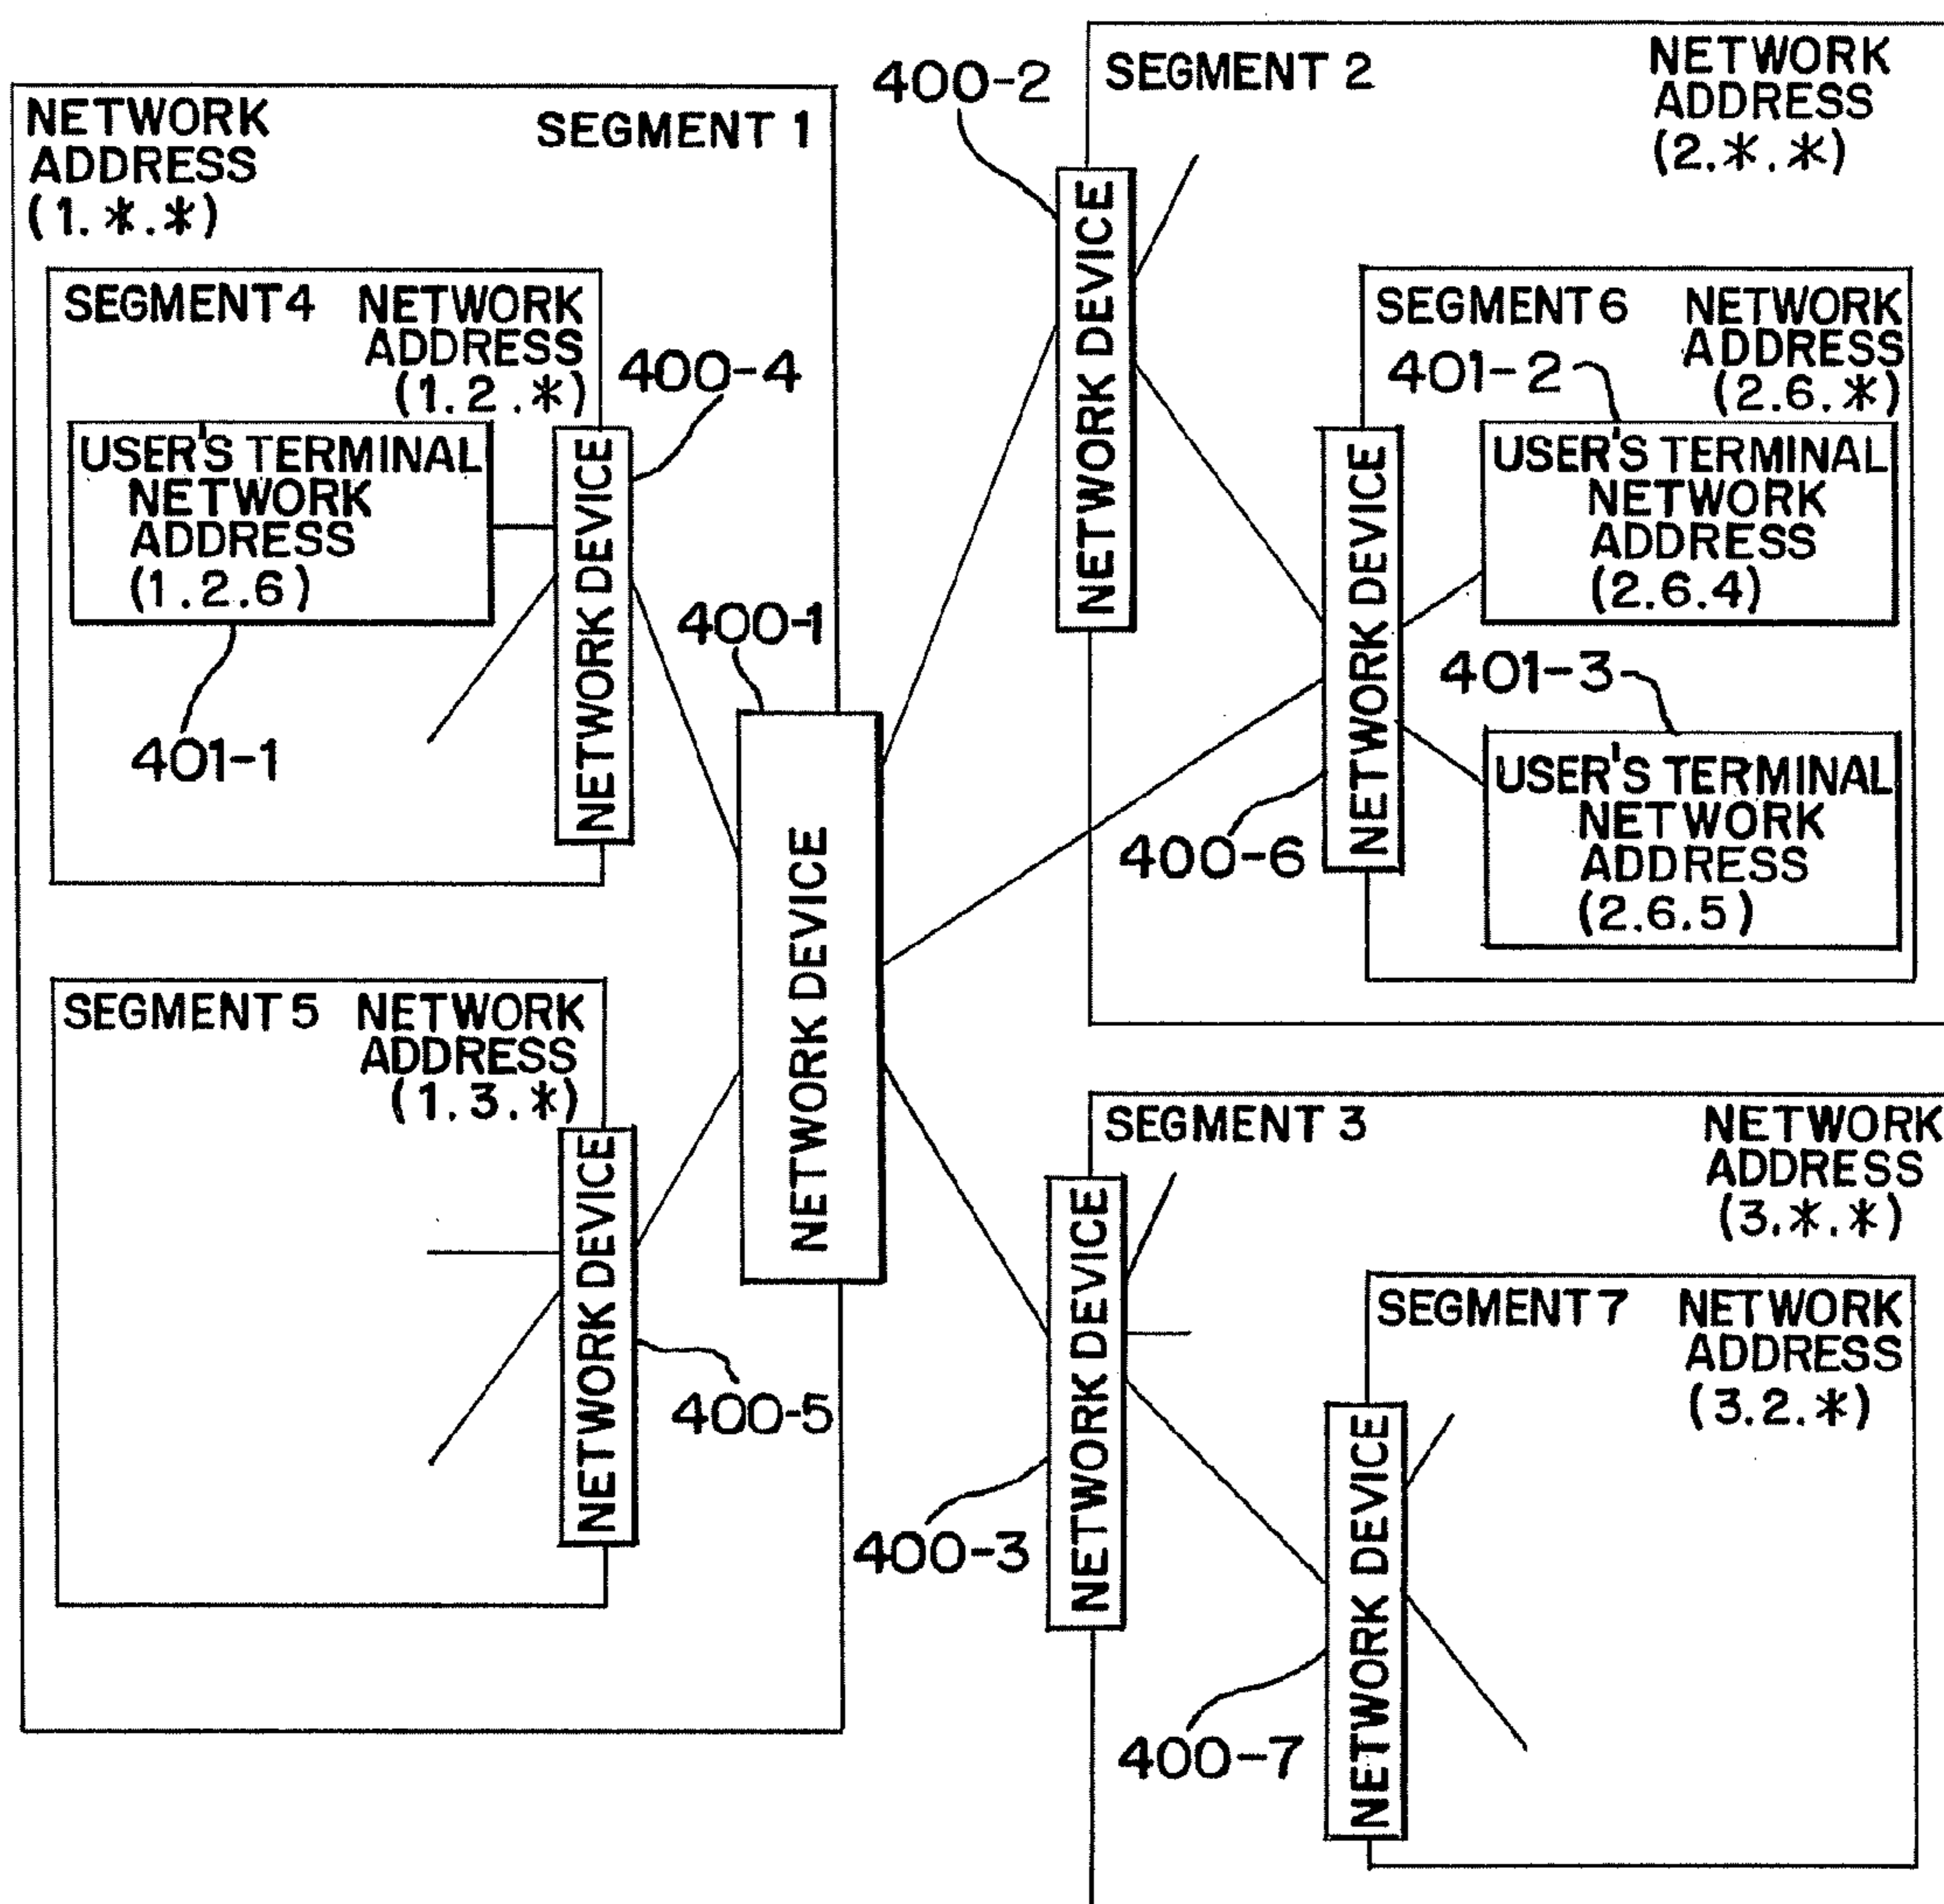 NETWORK
ADDRESS
(1.*.*)
SEGMENT 1
SEGMENT 4
NETWORK
ADDRESS
(1.2.*)
400-4
USER'S TERMINAL
NETWORK
ADDRESS
(1.2.6)
401-1
NETWORK DEVICE
400-1
NETWORK DEVICE
SEGMENT 5
NETWORK
ADDRESS
(1.3.*)
NETWORK DEVICE
400-5
400-2
SEGMENT 2
NETWORK
ADDRESS
(2.*.*)
NETWORK DEVICE
SEGMENT 6
NETWORK
ADDRESS
(2.6.*)
401-2
USER'S TERMINAL
NETWORK
ADDRESS
(2.6.4)
401-3
USER'S TERMINAL
NETWORK
ADDRESS
(2.6.5)
NETWORK DEVICE
400-6
SEGMENT 3
NETWORK
ADDRESS
(3.*.*)
NETWORK DEVICE
400-3
SEGMENT 7
NETWORK
ADDRESS
(3.2.*)
NETWORK DEVICE
400-7